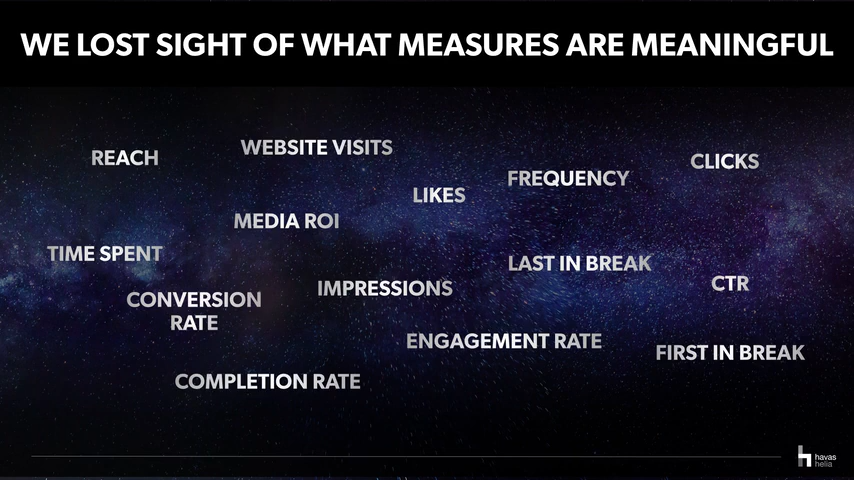 WE LOST SIGHT OF WHAT MEASURES ARE MEANINGFUL
REACH
WEBSITE VISITS
CLICKS
FREQUENCY
LIKES
MEDIA ROI
TIME SPENT
LAST IN BREAK
CTR
IMPRESSIONS
CONVERSION
RATE
ENGAGEMENT RATE
FIRST IN BREAK
COMPLETION RATE
havas
helia